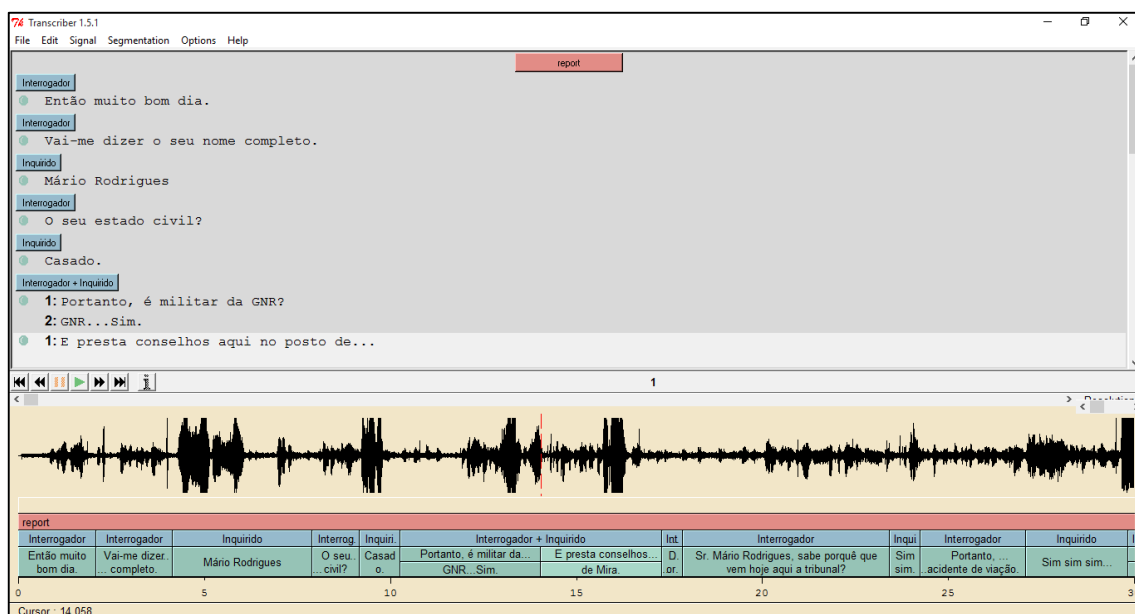 Transcriber 1.5.1
File Edit Signal Segmentation Options Help
report
Interrogador
Então muito bom dia.
Interrogador
Vai-me dizer o seu nome completo.
Inquirido
Mário Rodrigues
Interrogador
O seu estado civil?
Inquirido
Casado.
Interrogador + Inquirido
1: Portanto, é militar da GNR?
2: GNR...Sim.
1: E presta conselhos aqui no posto de...
1
report
Interrogador Interrogador Inquirido Interrog. Inquiri. Interrogador + Inquirido Int. Interrogador Inqui Interrogador Inquirido
Então muito Vai-me dizer.. Mário Rodrigues O seu.. Casad Portanto, é militar da... E presta conselhos... D. Sr. Mário Rodrigues, sabe porquê que Sim Portanto, ... Sim sim sim...
bom dia. ... completo. ... civil? o. GNR...Sim. de Mira. .or. vem hoje aqui a tribunal? sim. ..acidente de viação.
0 5 10 15 20 25 3
Cursor : 14.058